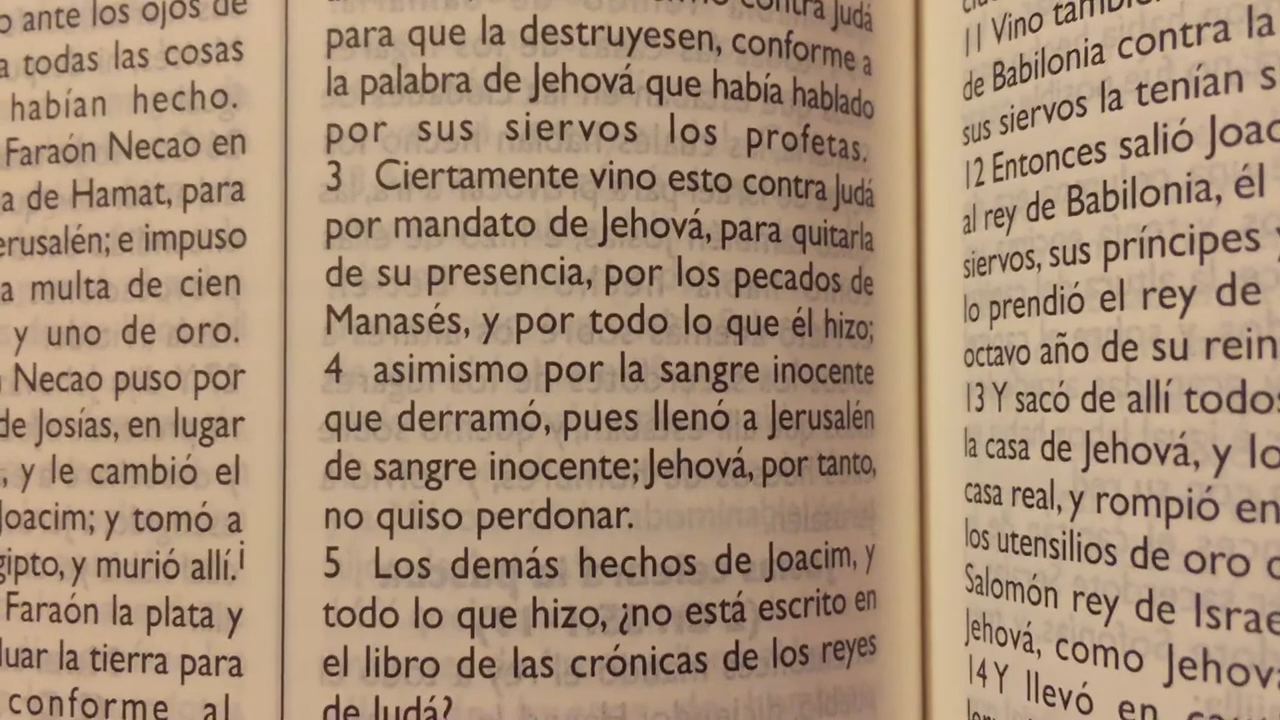 o ante los ojos de
a todas las cosas
habían hecho.
Faraón Necao en
a de Hamat, para
erusalén; e impuso
a multa de cien
y uno de oro.
Necao puso por
de Josías, en lugar
, y le cambió el
Joacim; y tomó a
gipto, y murió allí.i
Faraón la plata y
luar la tierra para
conforme al
contra Judá
para que la destruyesen, conforme a
la palabra de Jehová que había hablado
por sus siervos los profetas.
3 Ciertamente vino esto contra Judá
por mandato de Jehová, para quitarla
de su presencia, por los pecados de
Manasés, y por todo lo que él hizo;
4 asimismo por la sangre inocente
que derramó, pues llenó a Jerusalén
de sangre inocente; Jehová, por tanto,
no quiso perdonar.
5 Los demás hechos de Joacim, y
todo lo que hizo, ¿no está escrito en
el libro de las crónicas de los reyes
de Judá?
11 Vino también
de Babilonia contra la
sus siervos la tenían s
12 Entonces salió Joac
al rey de Babilonia, él
siervos, sus príncipes y
lo prendió el rey de
octavo año de su rein
13 Y sacó de allí todo
la casa de Jehová, y lo
casa real, y rompió en
los utensilios de oro
Salomón rey de Israe
Jehová, como Jehová
14 Y llevó en